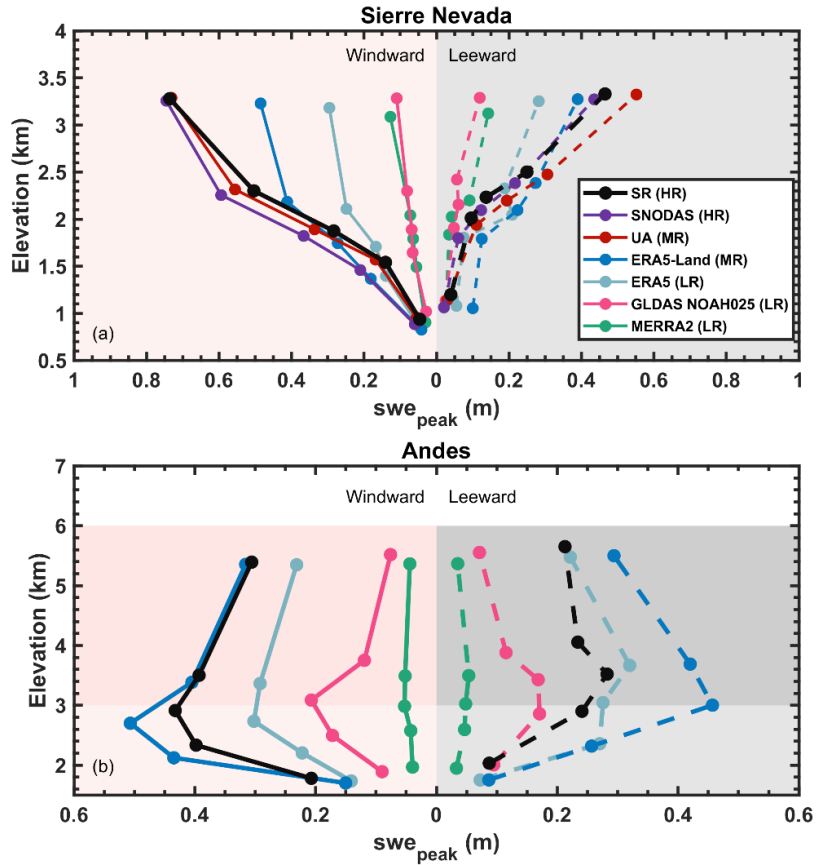 Sierre Nevada
4
3.5
3
2.5
2
1.5
1
0.5
Elevation (km)
Windward
Leeward
SR (HR)
SNODAS (HR)
UA (MR)
ERA5-Land (MR)
ERA5 (LR)
GLDAS NOAH025 (LR)
MERRA2 (LR)
(a)
1 0.8 0.6 0.4 0.2 0 0.2 0.4 0.6 0.8 1
swe_peak (m)
Andes
7
6
5
4
3
2
Elevation (km)
Windward
Leeward
(b)
0.6 0.4 0.2 0 0.2 0.4 0.6
swe_peak (m)